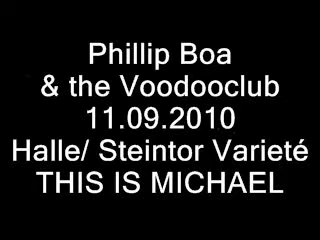 Phillip Boa
& the Voodooclub
11.09.2010
Halle/ Steintor Varieté
THIS IS MICHAEL